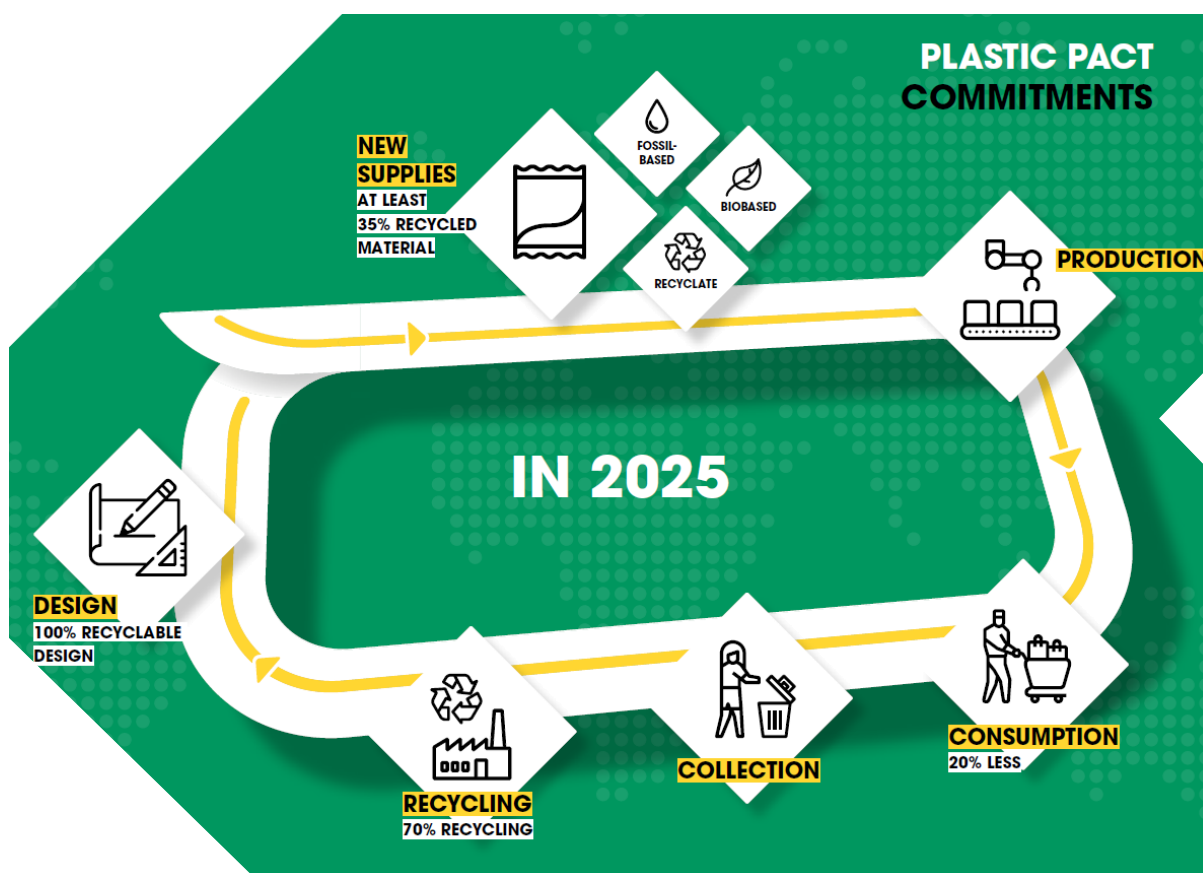 PLASTIC PACT
COMMITMENTS
NEW
SUPPLIES
AT LEAST
35% RECYCLED
MATERIAL
FOSSIL-
BASED
BIOBASED
RECYCLATE
PRODUCTION
IN 2025
DESIGN
100% RECYCLABLE
DESIGN
CONSUMPTION
20% LESS
COLLECTION
RECYCLING
70% RECYCLING